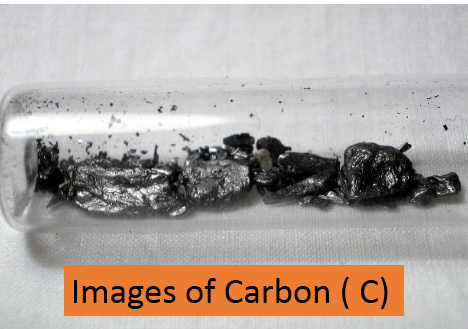 Images of Carbon ( C)